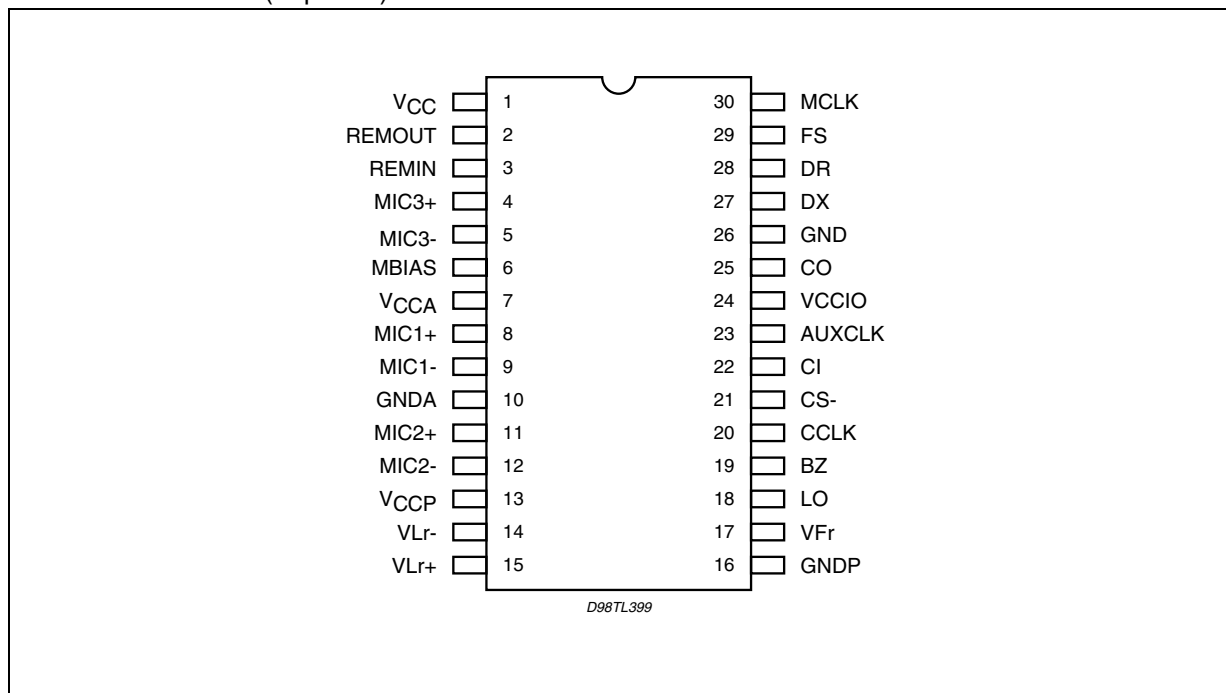 VCC 1 30 MCLK
REMOUT 2 29 FS
REMIN 3 28 DR
MIC3+ 4 27 DX
MIC3- 5 26 GND
MBIAS 6 25 CO
VCCA 7 24 VCCIO
MIC1+ 8 23 AUXCLK
MIC1- 9 22 CI
GNDA 10 21 CS-
MIC2+ 11 20 CCLK
MIC2- 12 19 BZ
VCCP 13 18 LO
VLr- 14 17 VFr
VLr+ 15 16 GNDP
D98TL399